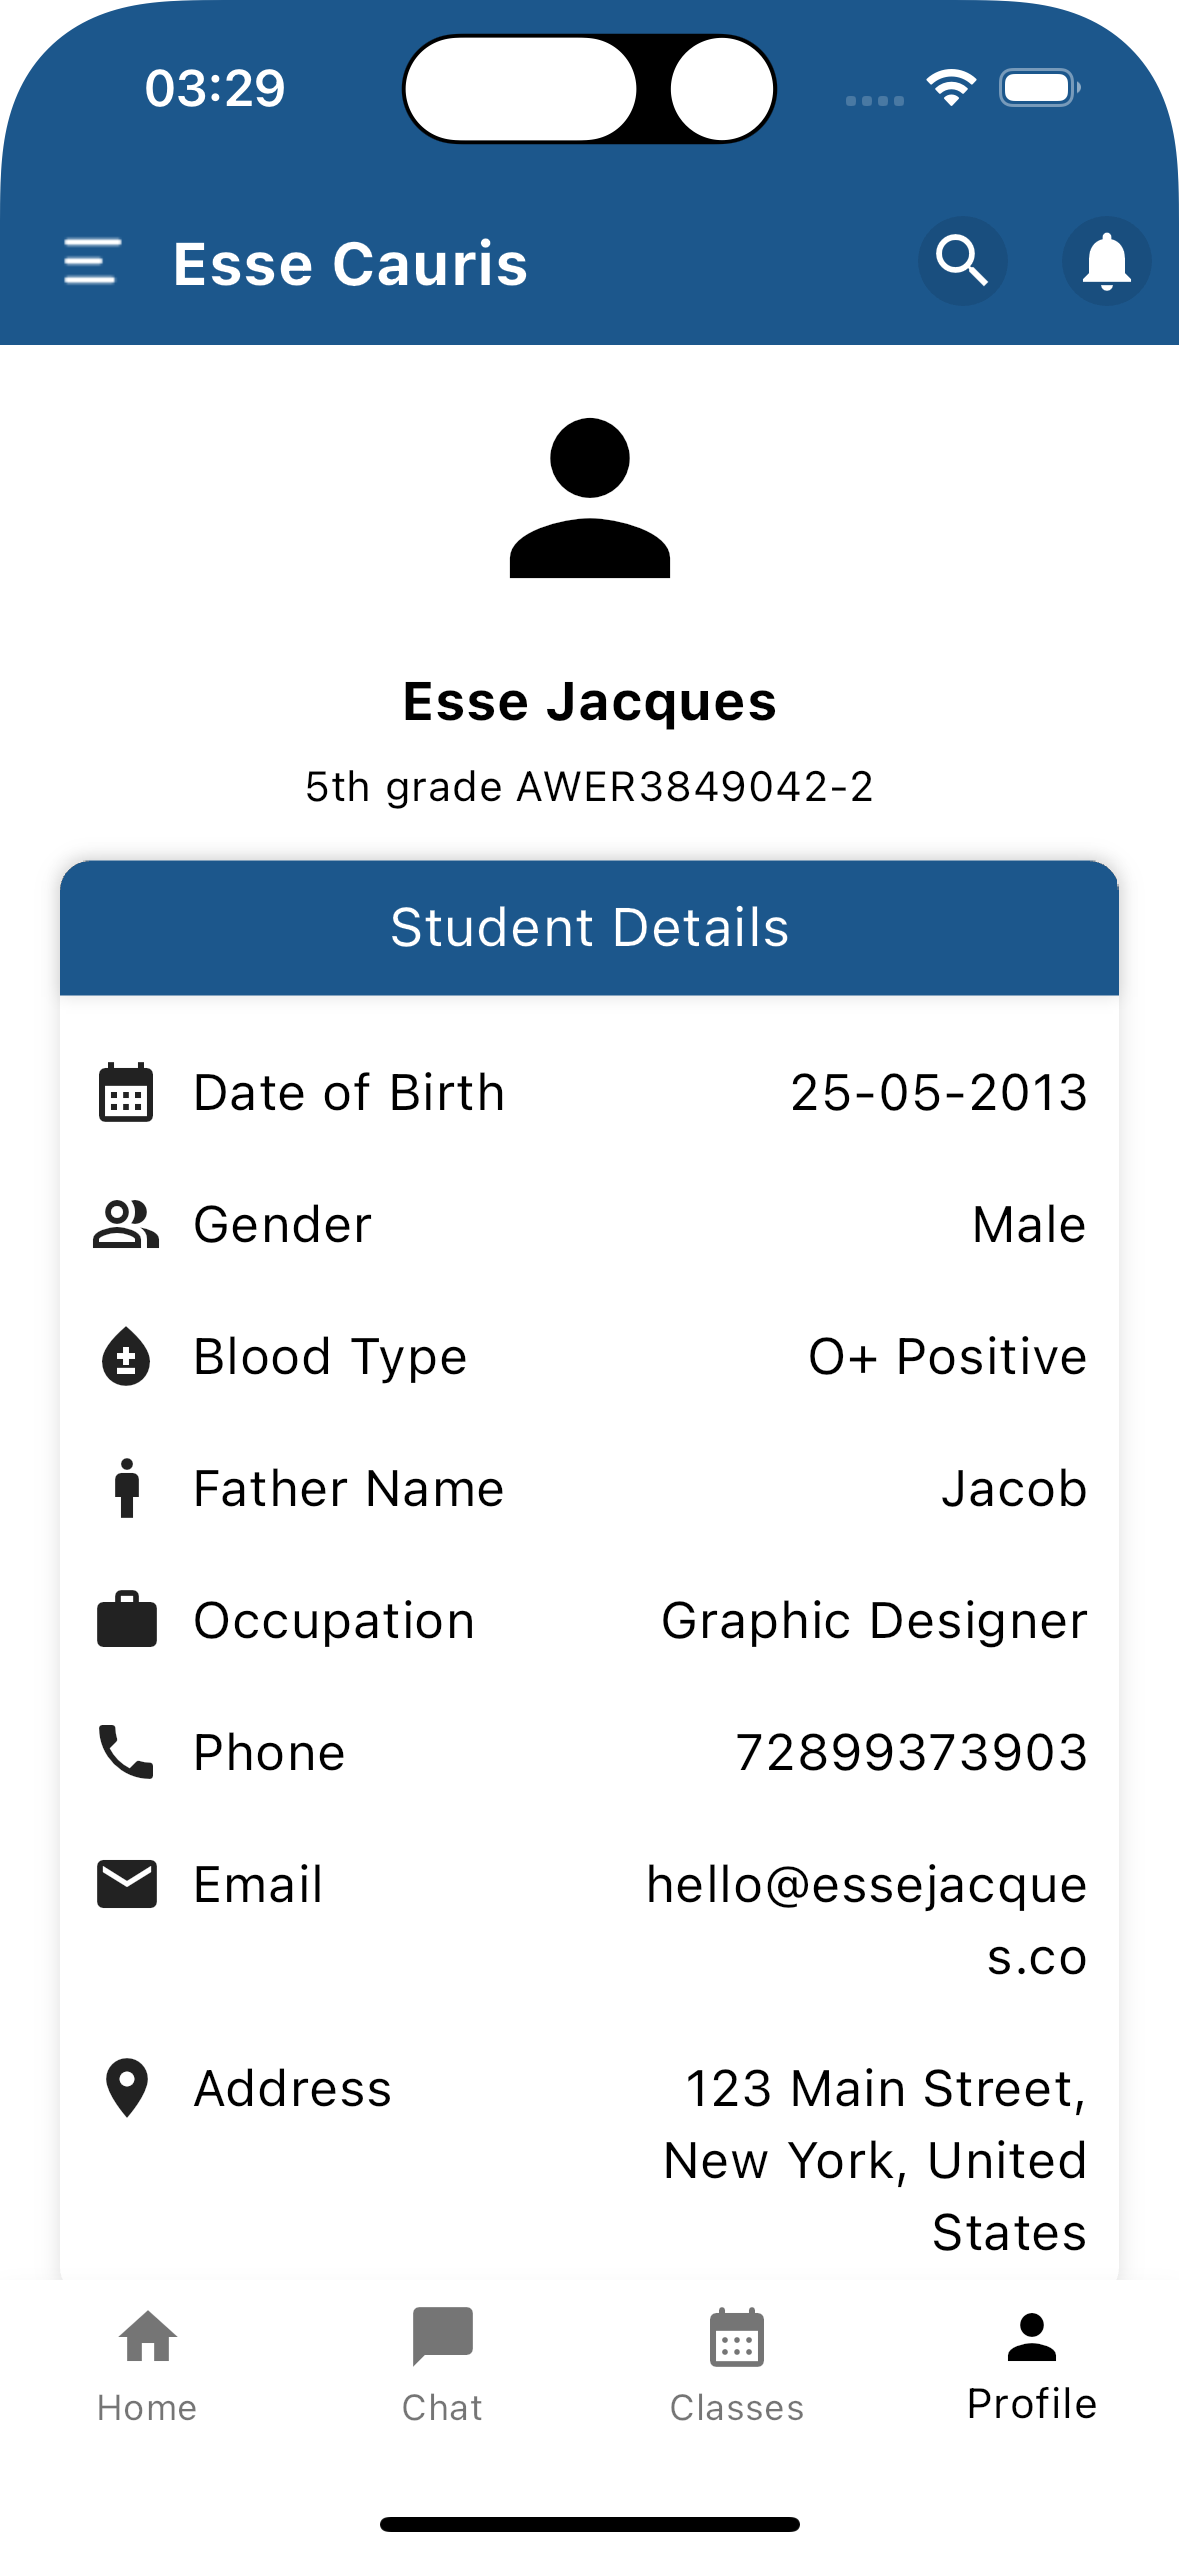 03:29
Esse Cauris
Esse Jacques
5th grade AWER3849042-2
Student Details
Date of Birth 25-05-2013
Gender Male
Blood Type O+ Positive
Father Name Jacob
Occupation Graphic Designer
Phone 72899373903
Email hello@essejacque
s.co
Address 123 Main Street,
New York, United
States
Home Chat Classes Profile